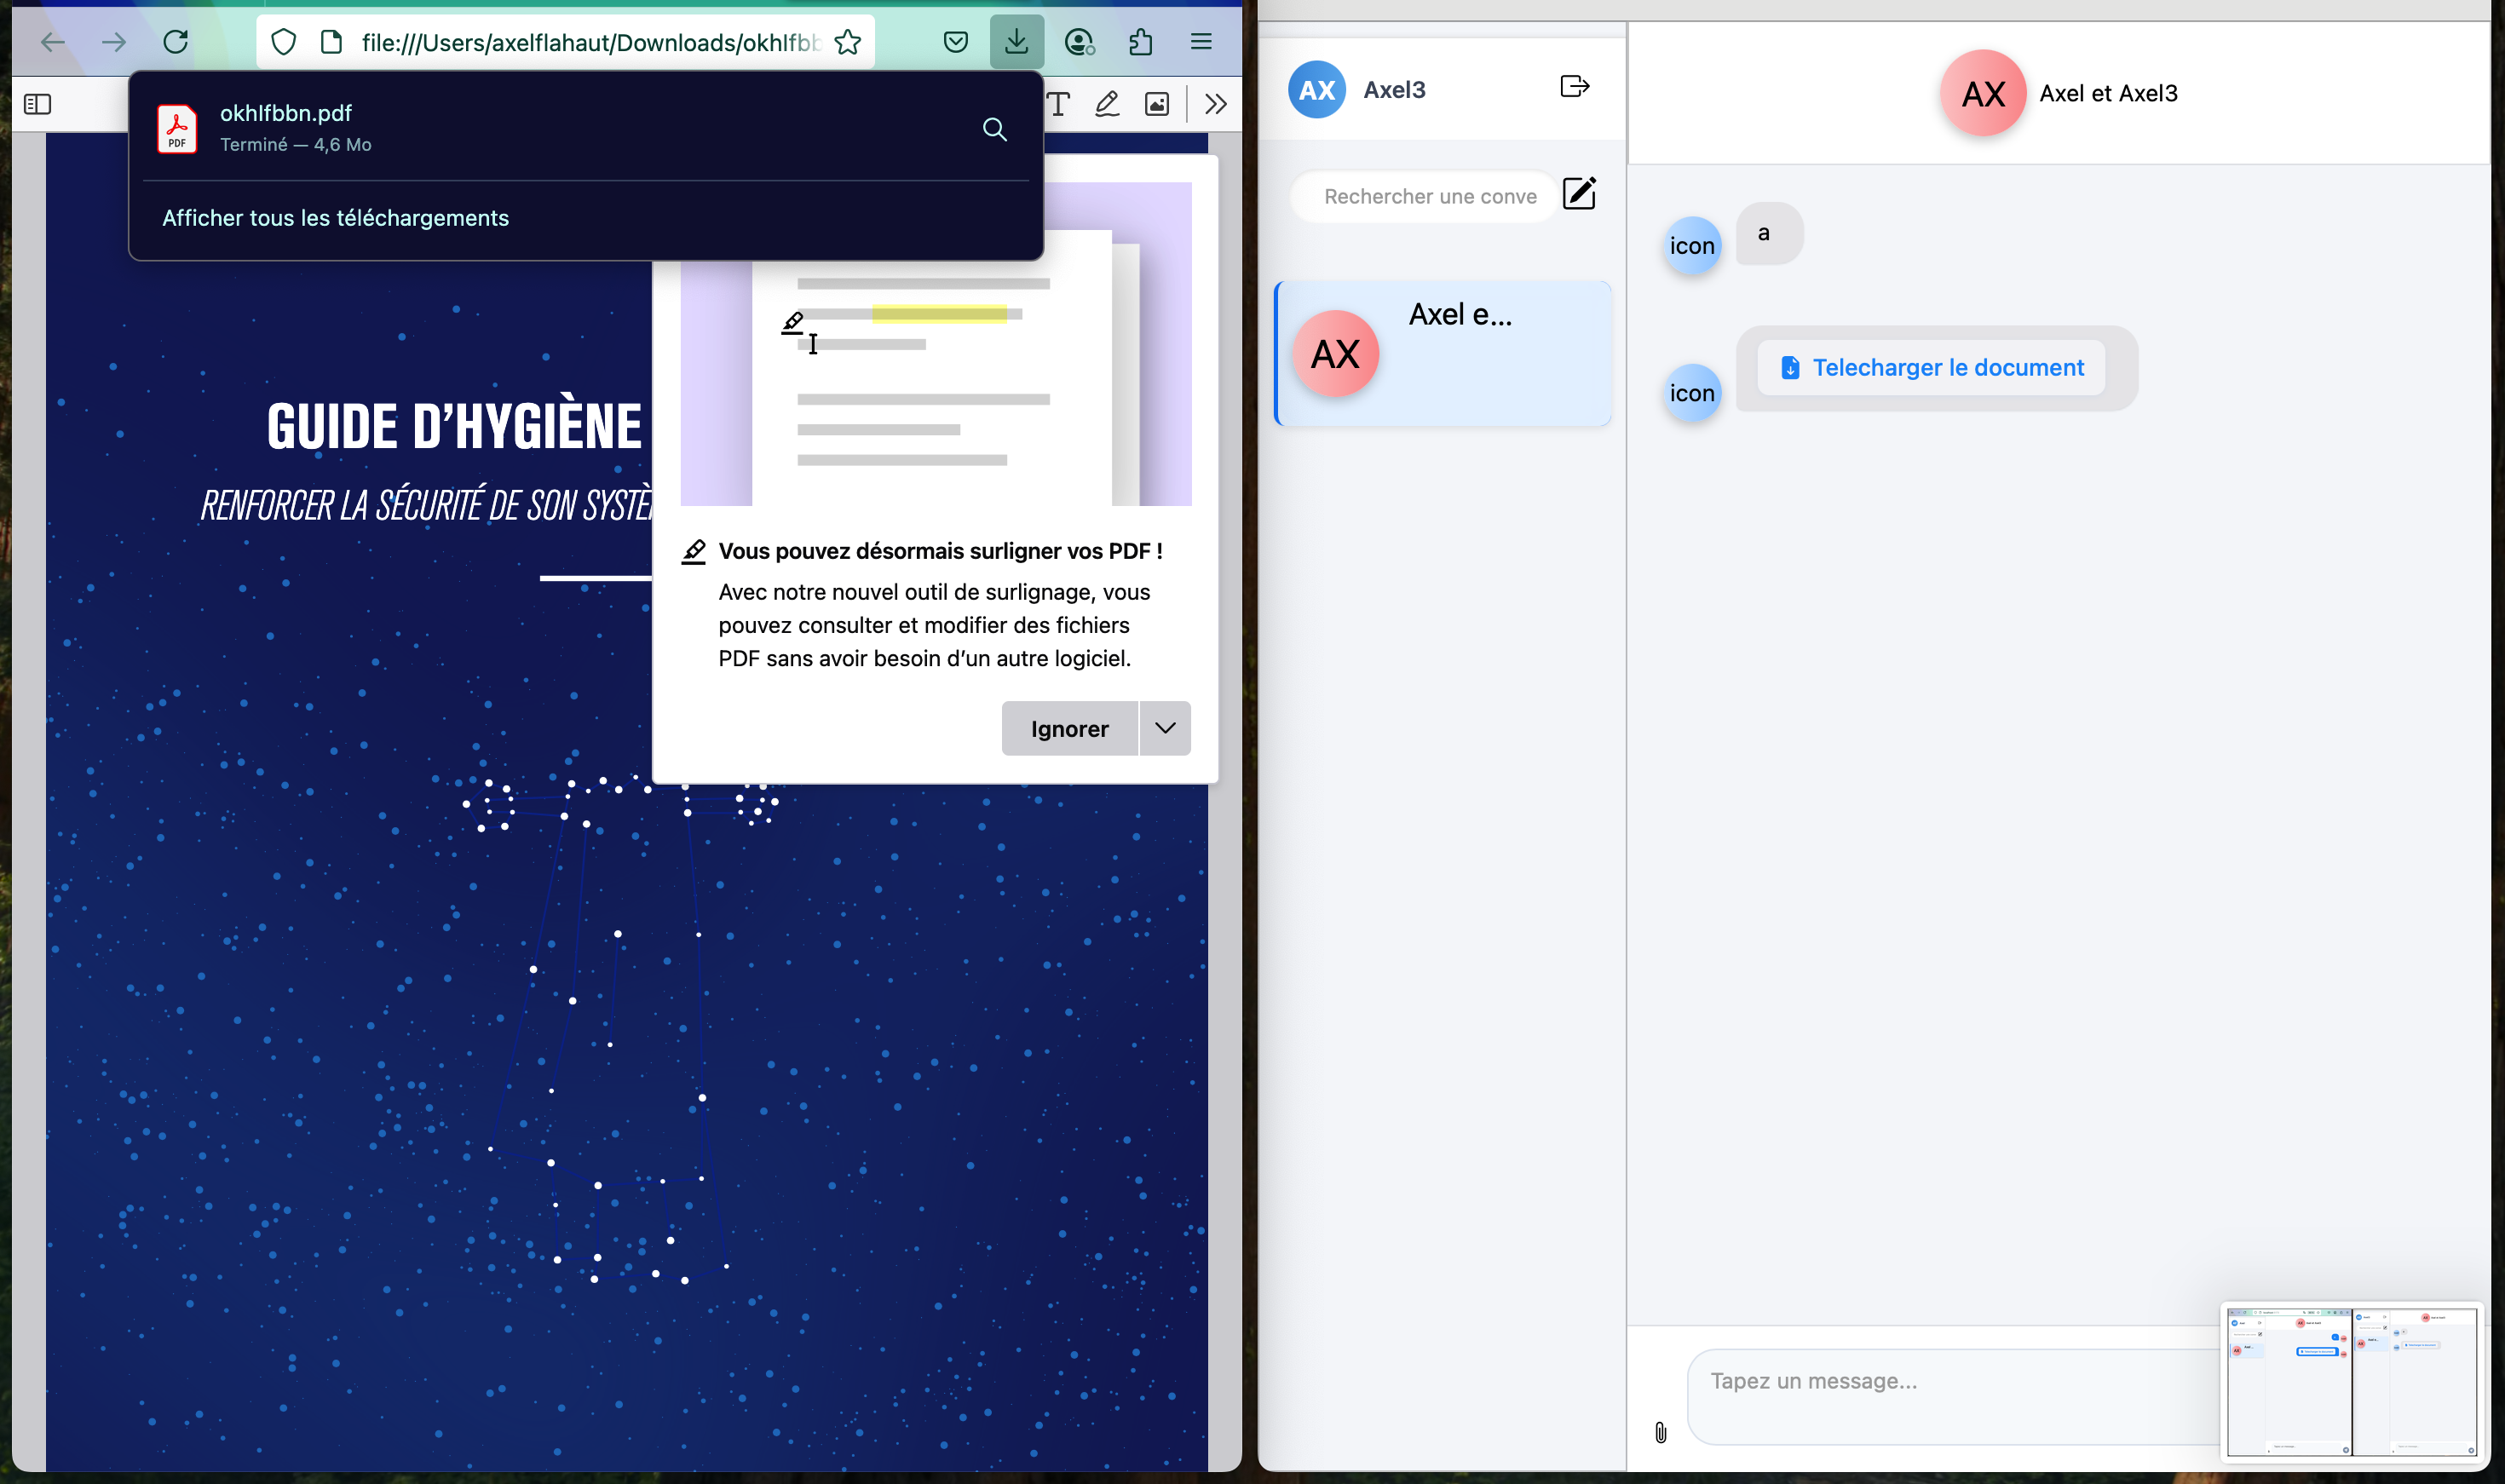 file:///Users/axelflahaut/Downloads/okhlfbb
okhlfbbn.pdf
Terminé — 4,6 Mo
Afficher tous les téléchargements
PDF
GUIDE D’HYGIÈNE
RENFORCER LA SÉCURITÉ DE SON SYSTÈ
Vous pouvez désormais surligner vos PDF !
Avec notre nouvel outil de surlignage, vous
pouvez consulter et modifier des fichiers
PDF sans avoir besoin d’un autre logiciel.
Ignorer
AX
Axel3
Rechercher une conve
AX
Axel e...
AX
Axel et Axel3
icon
a
icon
Telecharger le document
Tapez un message...